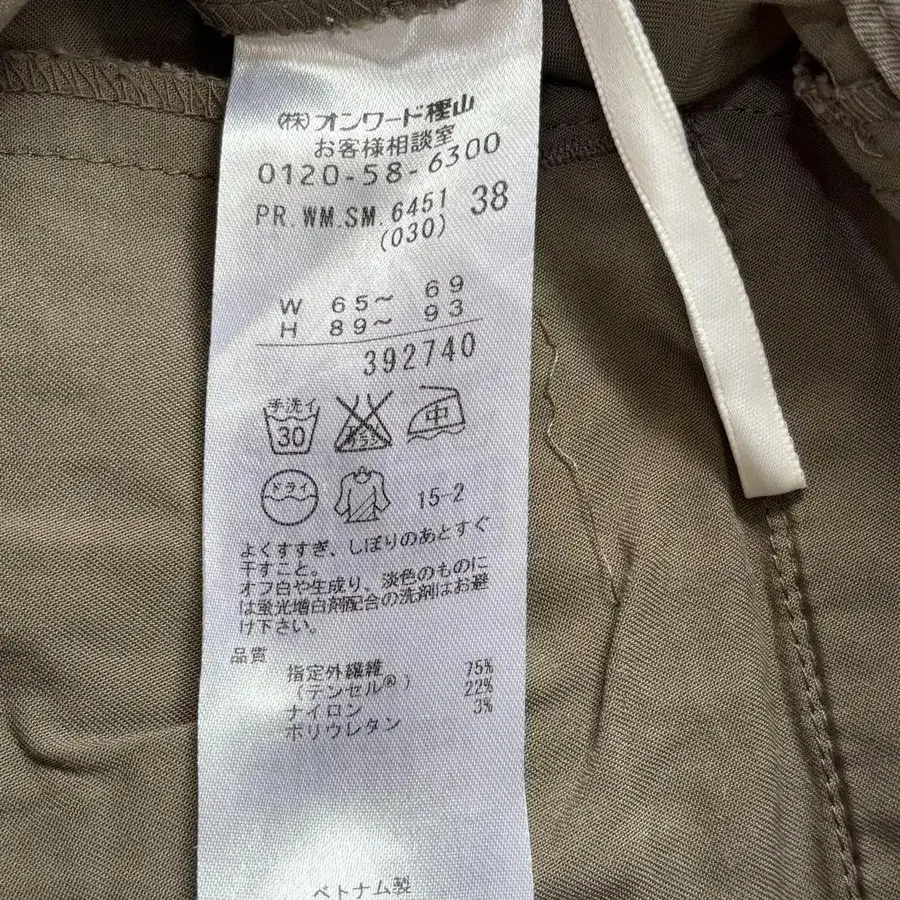 (株)オンワード樫山
お客様相談室
0120-58-6300
PR.WM.SM.6451 38
(030)
W 65~ 69
H 89~ 93
392740
手洗イ
30
エンソサラシ
中
ドライ
15-2
よくすすぎ、しぼりのあとすぐ
干すこと。
オフ白や生成り、淡色のものに
は蛍光増白剤配合の洗剤はお避
け下さい。
品質
指定外繊維 75%
(テンセル®) 22%
ナイロン 3%
ポリウレタン
ベトナム製